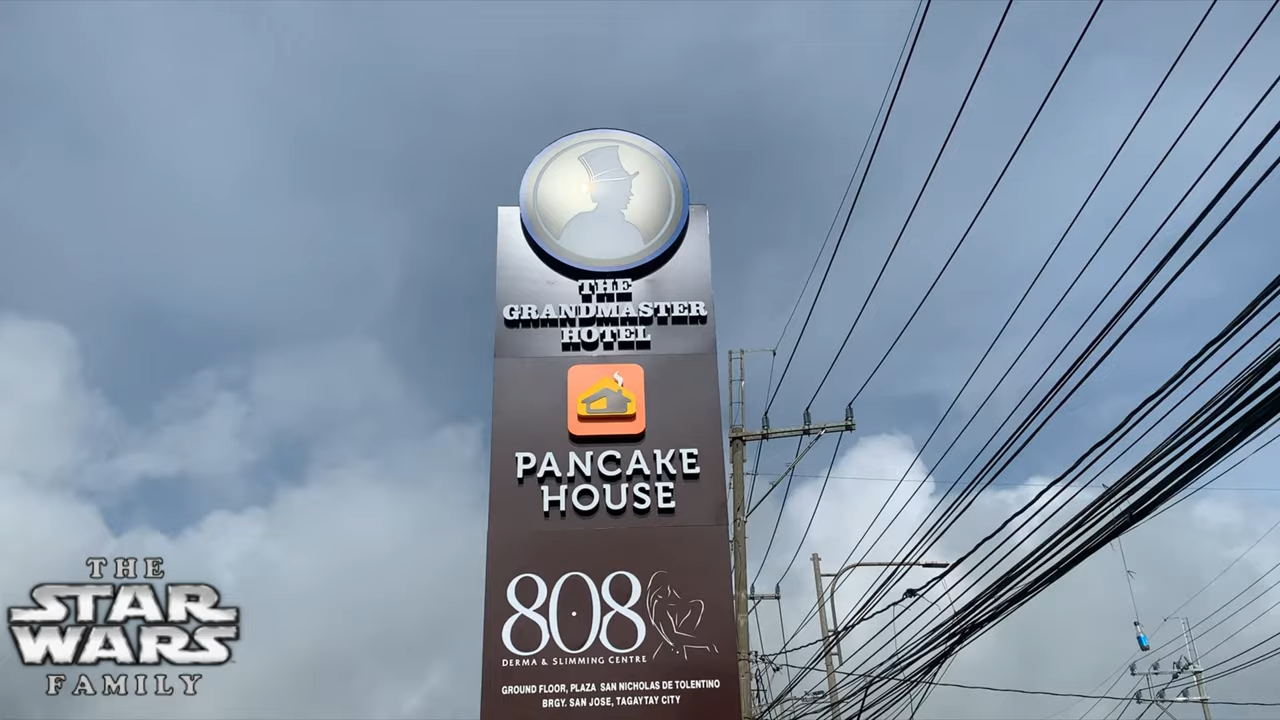 THE
GRANDMASTER
HOTEL
PANCAKE
HOUSE
808
DERMA & SLIMMING CENTRE
GROUND FLOOR, PLAZA SAN NICHOLAS DE TOLENTINO
BRGY. SAN JOSE, TAGAYTAY CITY
THE
STAR
WARS
FAMILY